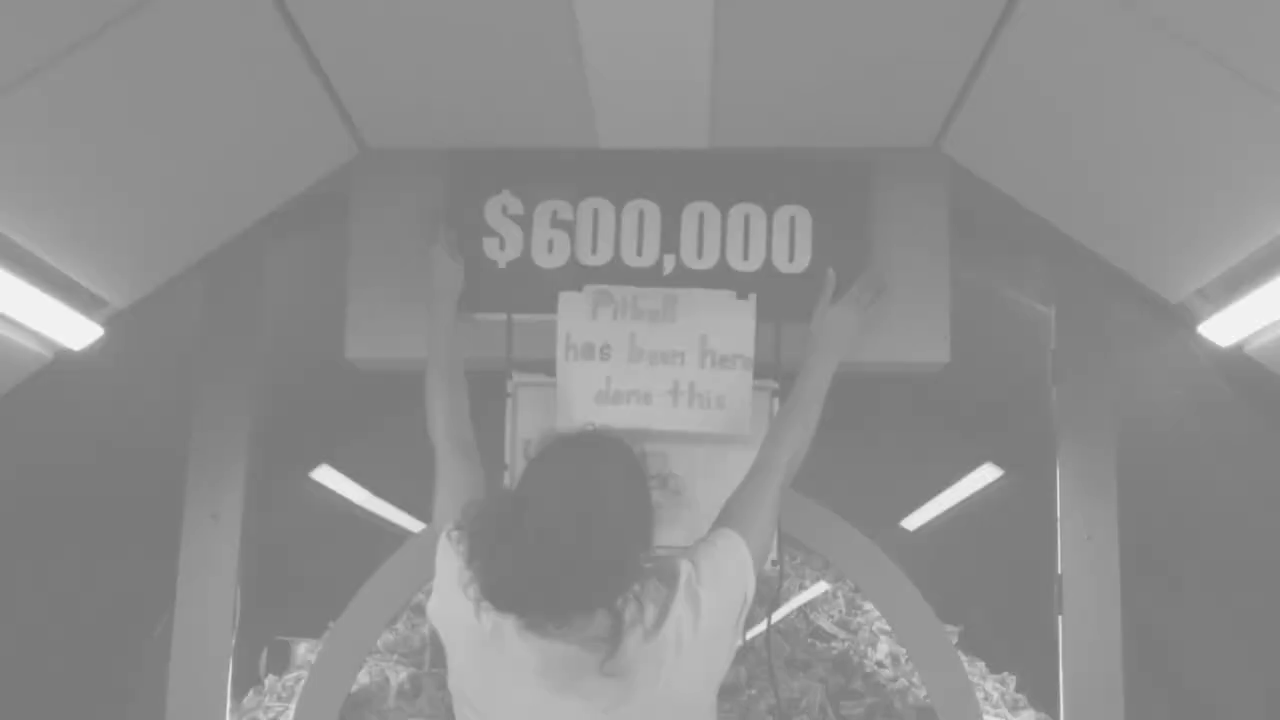 $600,000
Pitbull
has been here
done this